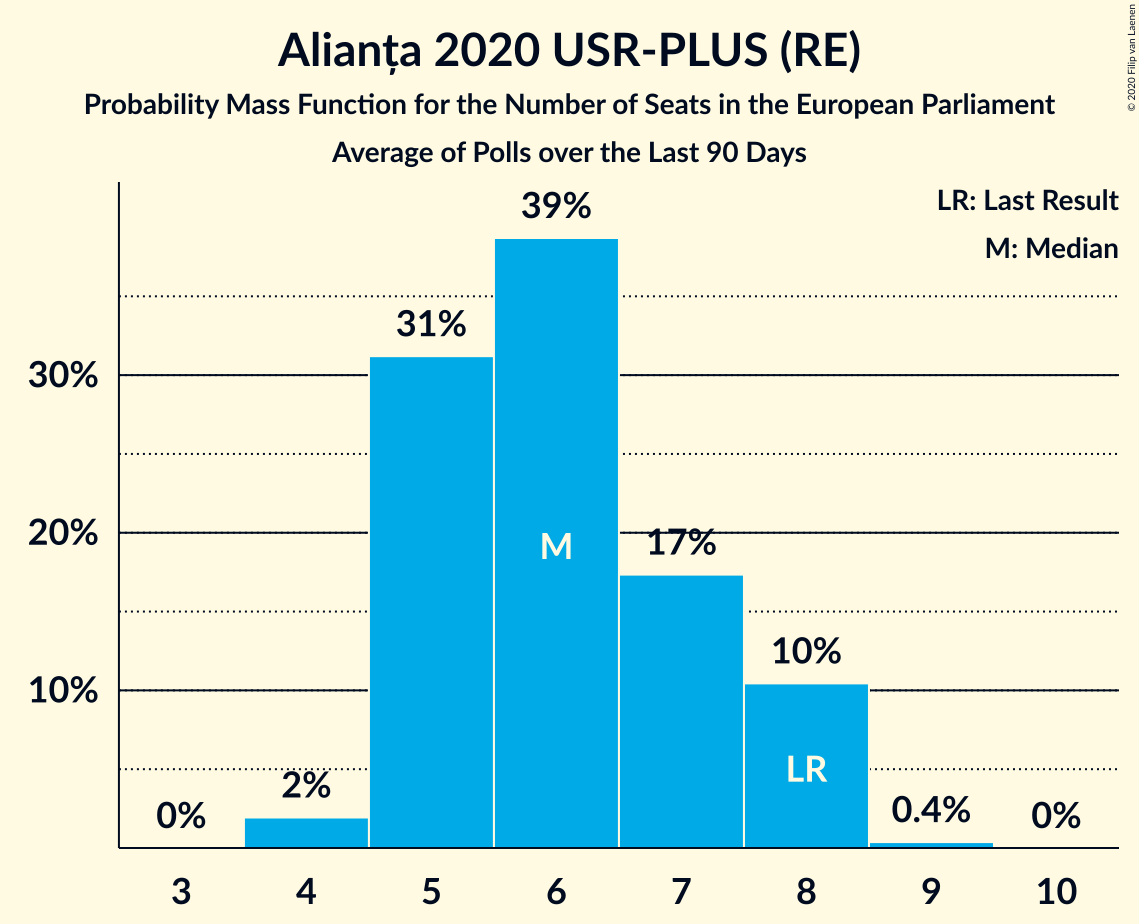 Alianța 2020 USR-PLUS (RE)
Probability Mass Function for the Number of Seats in the European Parliament
Average of Polls over the Last 90 Days
© 2020 Filip van Laenen
LR: Last Result
M: Median
39%
31%
30%
20%
M
17%
10%
10%
LR
2%
0%
0.4%
0%
3 4 5 6 7 8 9 10